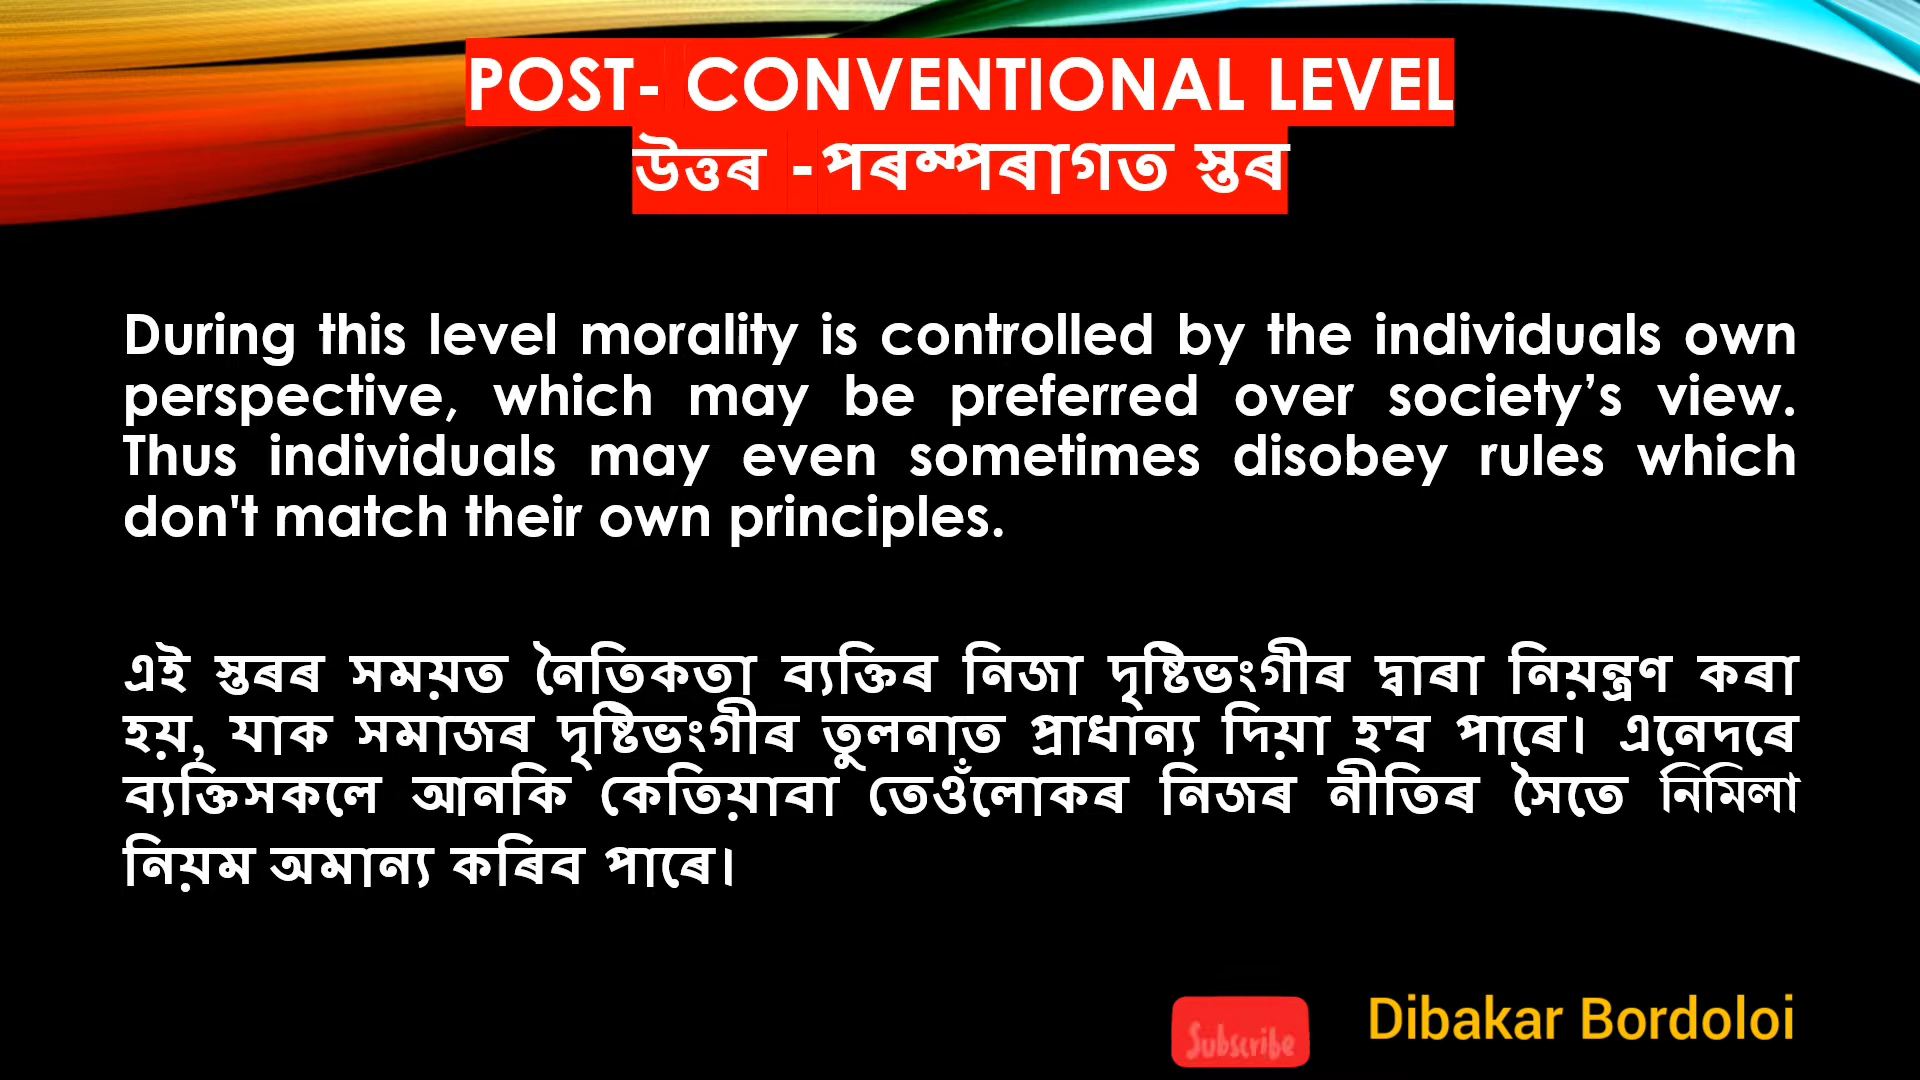 POST- CONVENTIONAL LEVEL
উত্তৰ -পৰম্পৰাগত স্তৰ
During this level morality is controlled by the individuals own
perspective, which may be preferred over society’s view.
Thus individuals may even sometimes disobey rules which
don't match their own principles.
এই স্তৰৰ সময়ত নৈতিকতা ব্যক্তিৰ নিজা দৃষ্টিভংগীৰ দ্বাৰা নিয়ন্ত্ৰণ কৰা
হয়, যাক সমাজৰ দৃষ্টিভংগীৰ তুলনাত প্ৰাধান্য দিয়া হ'ব পাৰে। এনেদৰে
ব্যক্তিসকলে আনকি কেতিয়াবা তেওঁলোকৰ নিজৰ নীতিৰ সৈতে নিমিলা
নিয়ম অমান্য কৰিব পাৰে।
Subscribe
Dibakar Bordoloi